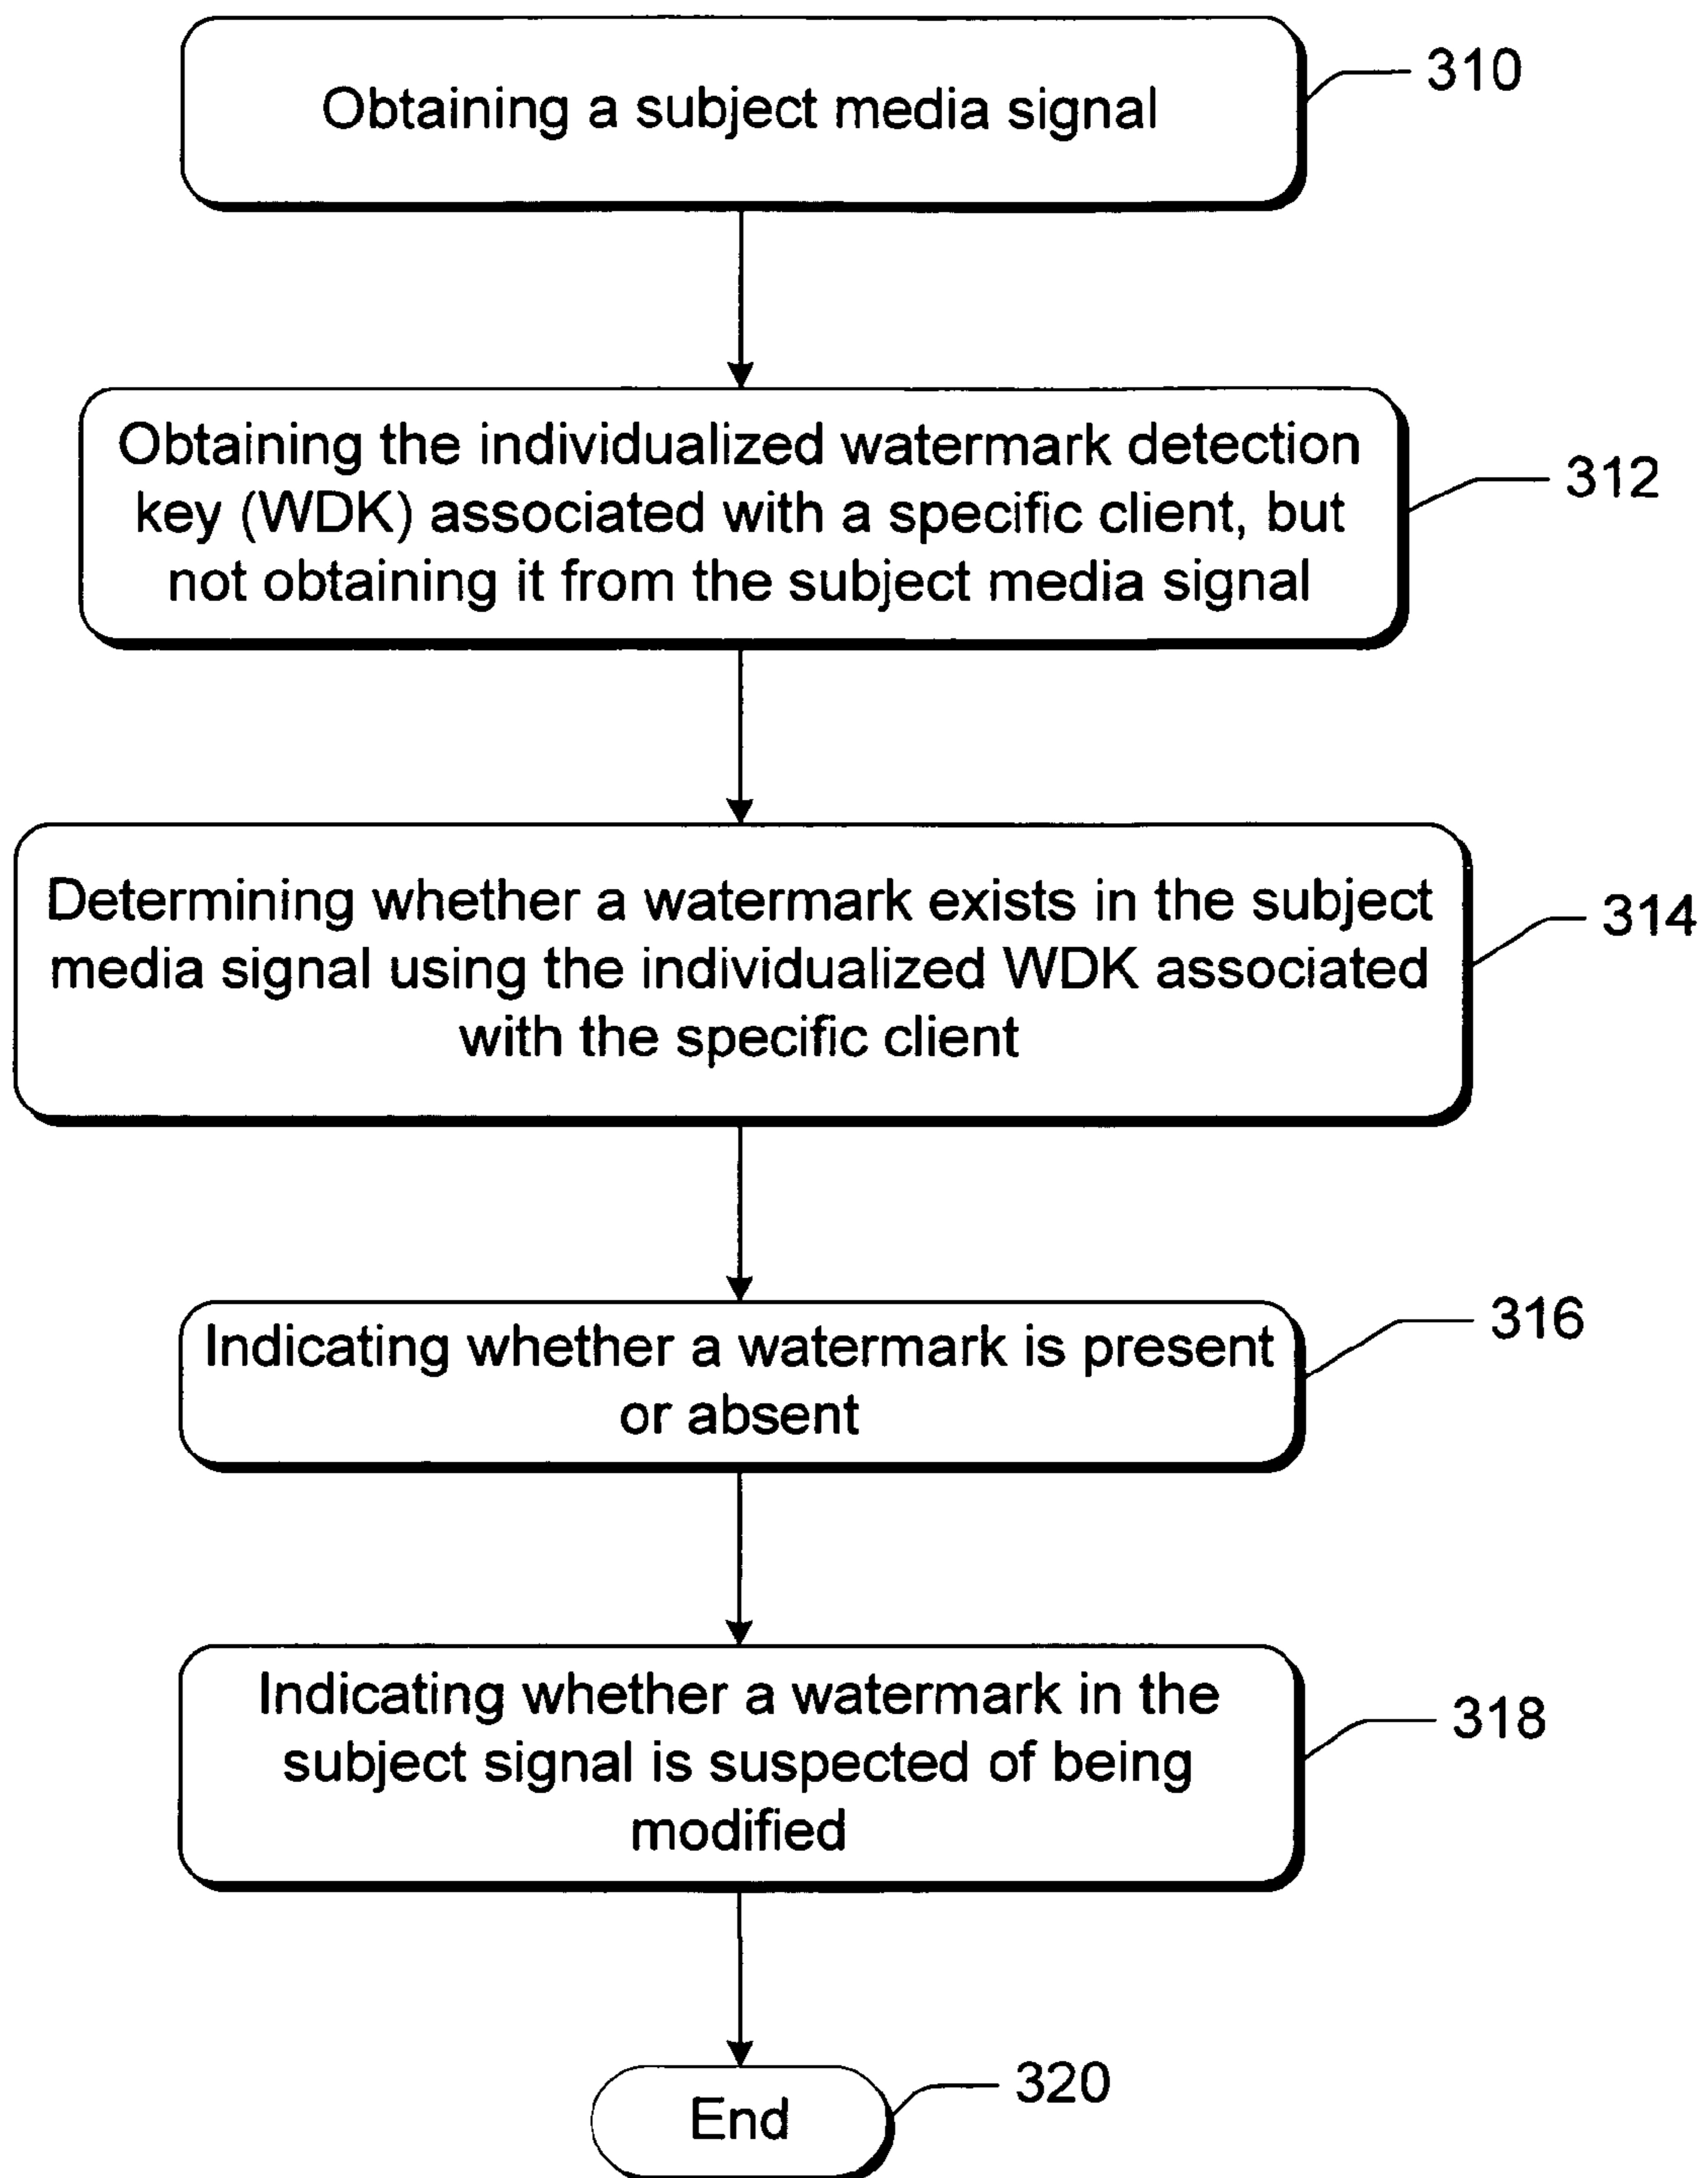 Obtaining a subject media signal
310
Obtaining the individualized watermark detection
key (WDK) associated with a specific client, but
not obtaining it from the subject media signal
312
Determining whether a watermark exists in the subject
media signal using the individualized WDK associated
with the specific client
314
Indicating whether a watermark is present
or absent
316
Indicating whether a watermark in the
subject signal is suspected of being
modified
318
End
320